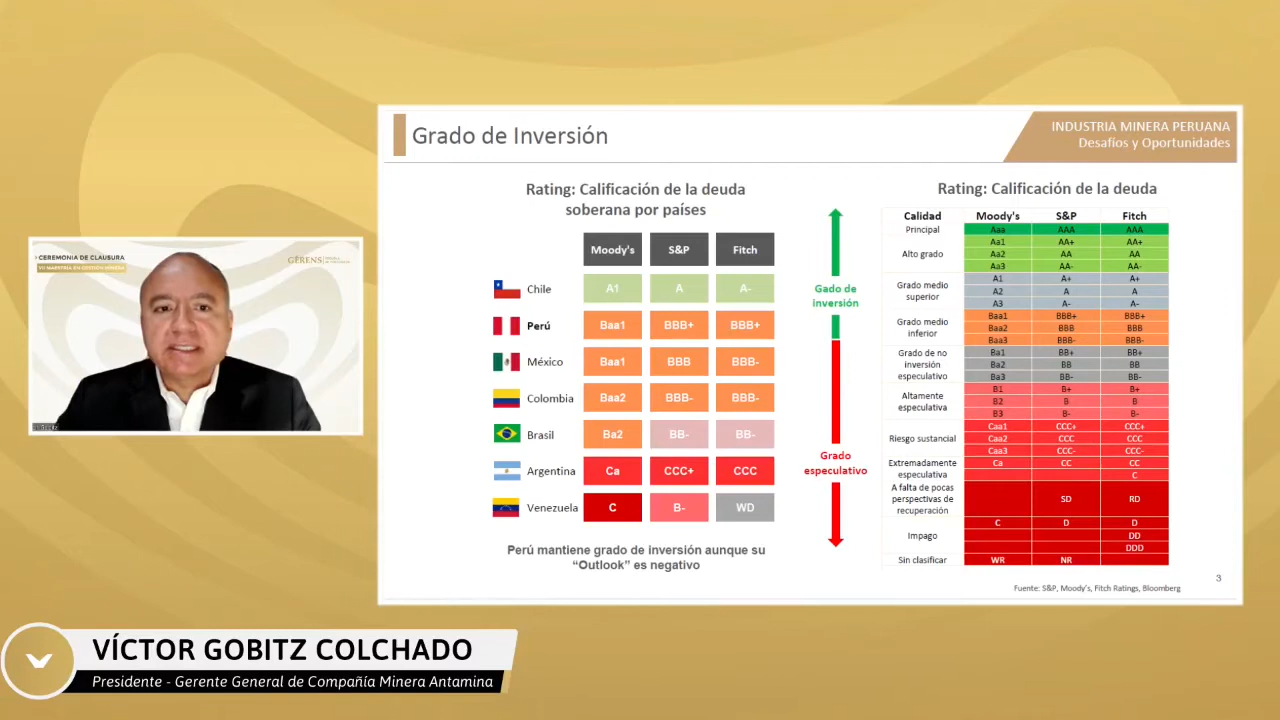 › CEREMONIA DE CLAUSURA
GĒRENS
Grado de Inversión
INDUSTRIA MINERA PERUANA
Desafíos y Oportunidades
Rating: Calificación de la deuda
soberana por países
Moody's S&P Fitch
Chile A1 A A-
Perú Baa1 BBB+ BBB+
México Baa1 BBB BBB-
Colombia Baa2 BBB- BBB-
Brasil Ba2 BB- BB-
Argentina Ca CCC+ CCC
Venezuela C B- WD
Perú mantiene grado de inversión aunque su
“Outlook” es negativo
Gado de
inversión
Grado
especulativo
Rating: Calificación de la deuda
Calidad Moody's S&P Fitch
Principal Aaa AAA AAA
Alto grado
Aa1 AA+ AA+
Aa2 AA AA
Aa3 AA- AA-
Grado medio
superior
A1 A+ A+
A2 A A
A3 A- A-
Grado medio
inferior
Baa1 BBB+ BBB+
Baa2 BBB BBB
Baa3 BBB- BBB-
Grado de no
inversión
especulativo
Ba1 BB+ BB+
Ba2 BB BB
Ba3 BB- BB-
Altamente
especulativa
B1 B+ B+
B2 B B
B3 B- B-
Riesgo sustancial
Caa1 CCC+ CCC+
Caa2 CCC CCC
Caa3 CCC- CCC-
Extremadamente
especulativa
Ca CC CC
C
A falta de pocas
perspectivas de
recuperación
SD RD
Impago
C D D
DD
DDD
Sin clasificar WR NR
Fuente: S&P, Moody's, Fitch Ratings, Bloomberg
3
VÍCTOR GOBITZ COLCHADO
Presidente - Gerente General de Compañía Minera Antamina